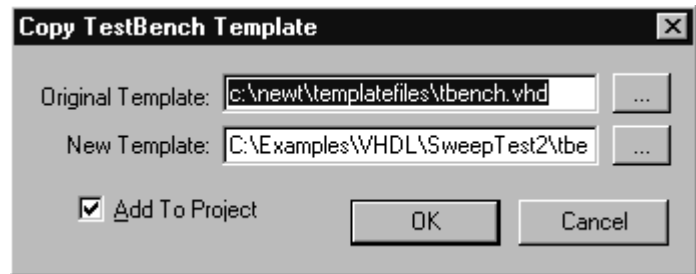 Copy TestBench Template
Original Template: c:\newt\templatefiles\tbench.vhd ...
New Template: C:\Examples\VHDL\SweepTest2\tbe ...
Add To Project
OK Cancel